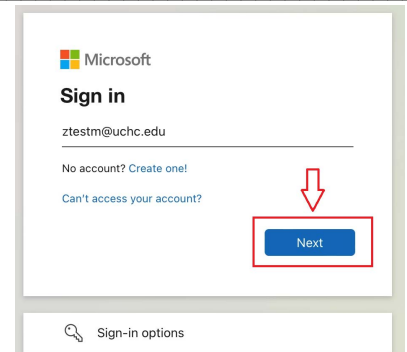 Microsoft
Sign in
ztestm@uchc.edu
No account? Create one!
Can't access your account?
Next
Sign-in options